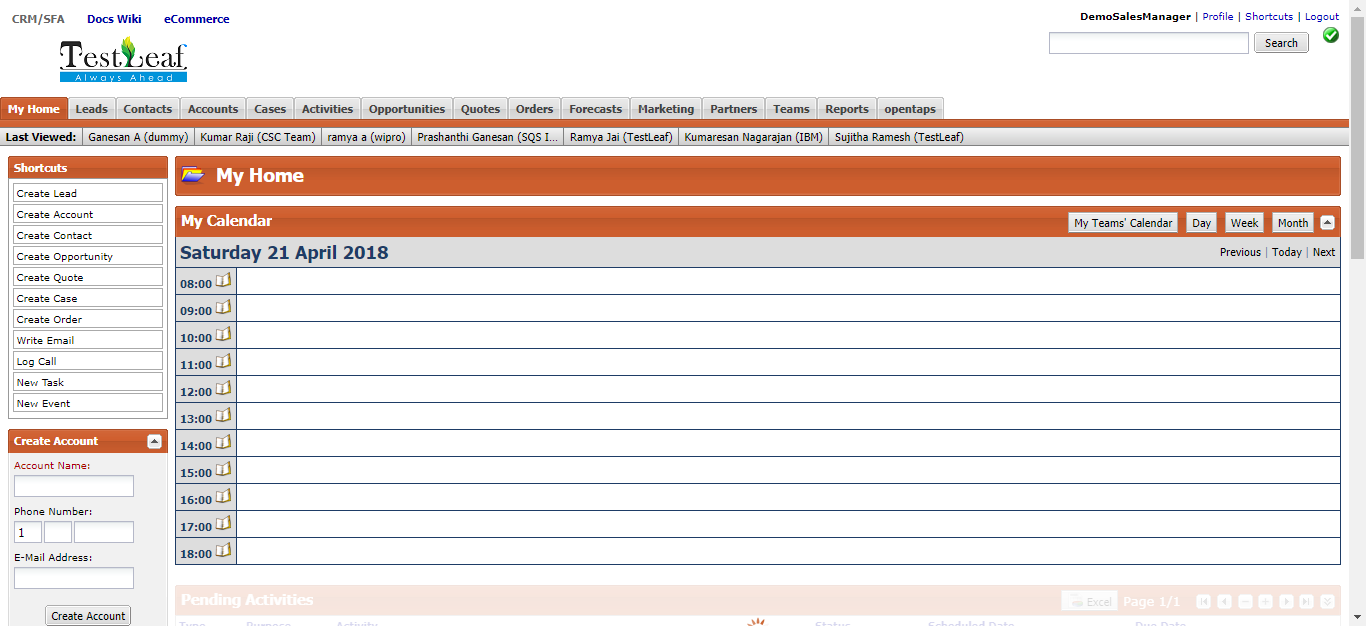 CRM/SFA Docs Wiki eCommerce
DemoSalesManager | Profile | Shortcuts | Logout
Search
TestLeaf
Always Ahead
My Home Leads Contacts Accounts Cases Activities Opportunities Quotes Orders Forecasts Marketing Partners Teams Reports opentaps
Last Viewed: Ganesan A (dummy) Kumar Raji (CSC Team) ramya a (wipro) Prashanthi Ganesan (SQS I... Ramya Jai (TestLeaf) Kumaresan Nagarajan (IBM) Sujitha Ramesh (TestLeaf)
Shortcuts
Create Lead
Create Account
Create Contact
Create Opportunity
Create Quote
Create Case
Create Order
Write Email
Log Call
New Task
New Event
Create Account
Account Name:
Phone Number:
1
E-Mail Address:
Create Account
My Home
My Calendar My Teams' Calendar Day Week Month
Saturday 21 April 2018 Previous | Today | Next
08:00
09:00
10:00
11:00
12:00
13:00
14:00
15:00
16:00
17:00
18:00
Pending Activities Excel Page 1/1
Type Purpose Activity Status Scheduled Date Due Date